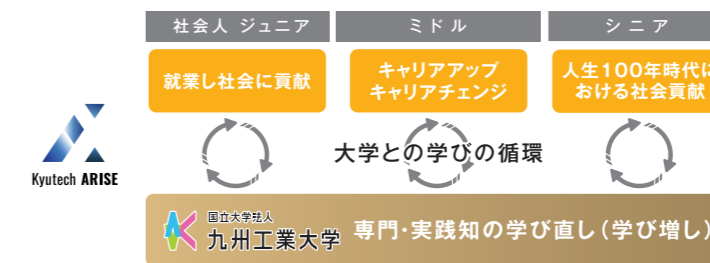 社会人 ジュニア
ミドル
シニア
就業し社会に貢献
キャリアアップ
キャリアチェンジ
人生100年時代に
おける社会貢献
大学との学びの循環
Kyutech ARISE
国立大学法人
九州工業大学
専門・実践知の学び直し(学び増し)